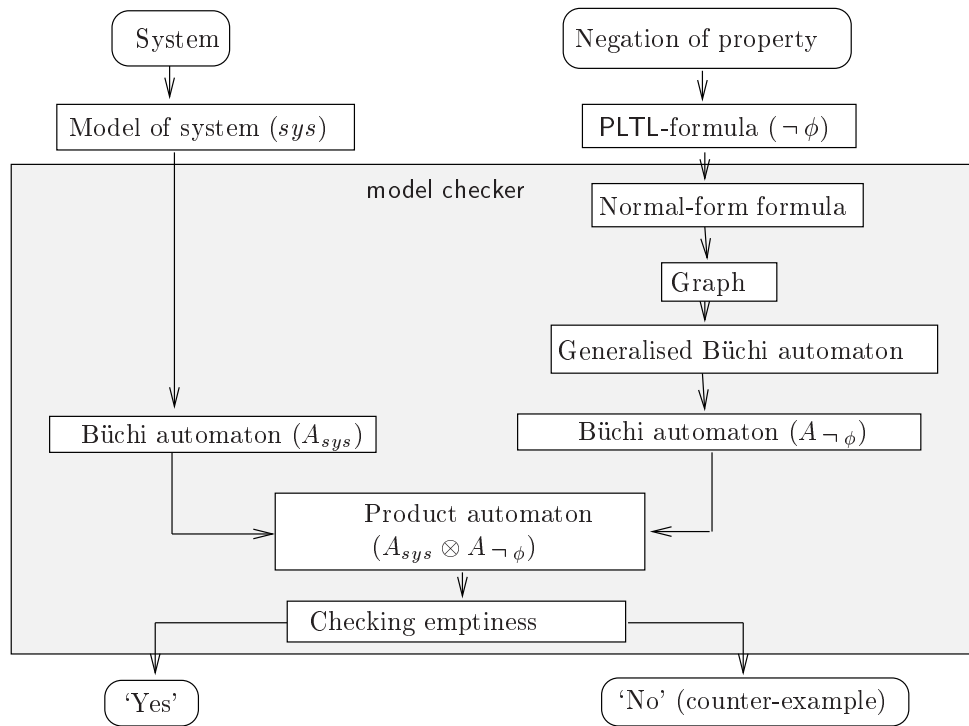 System
Negation of property
Model of system (sys)
PLTL-formula (¬ϕ)
model checker
Normal-form formula
Graph
Generalised Büchi automaton
Büchi automaton (A_sys)
Büchi automaton (A_¬ϕ)
Product automaton
(A_sys ⊗ A_¬ϕ)
Checking emptiness
‘Yes’
‘No’ (counter-example)